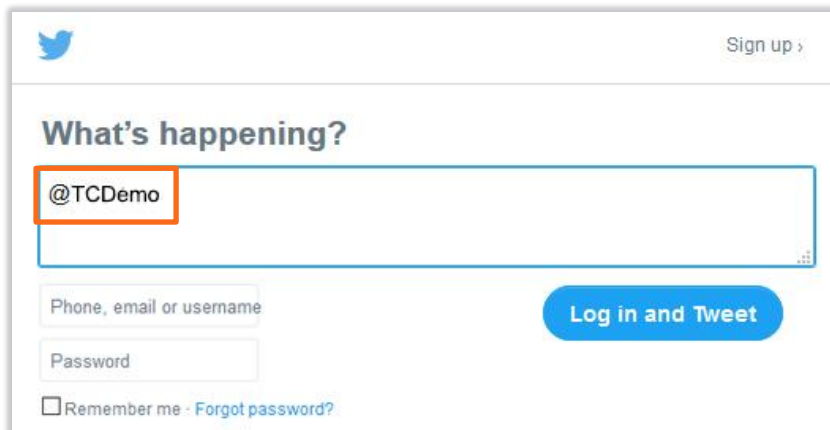 Sign up ›
What's happening?
@TCDemo
Phone, email or username
Log in and Tweet
Password
Remember me · Forgot password?